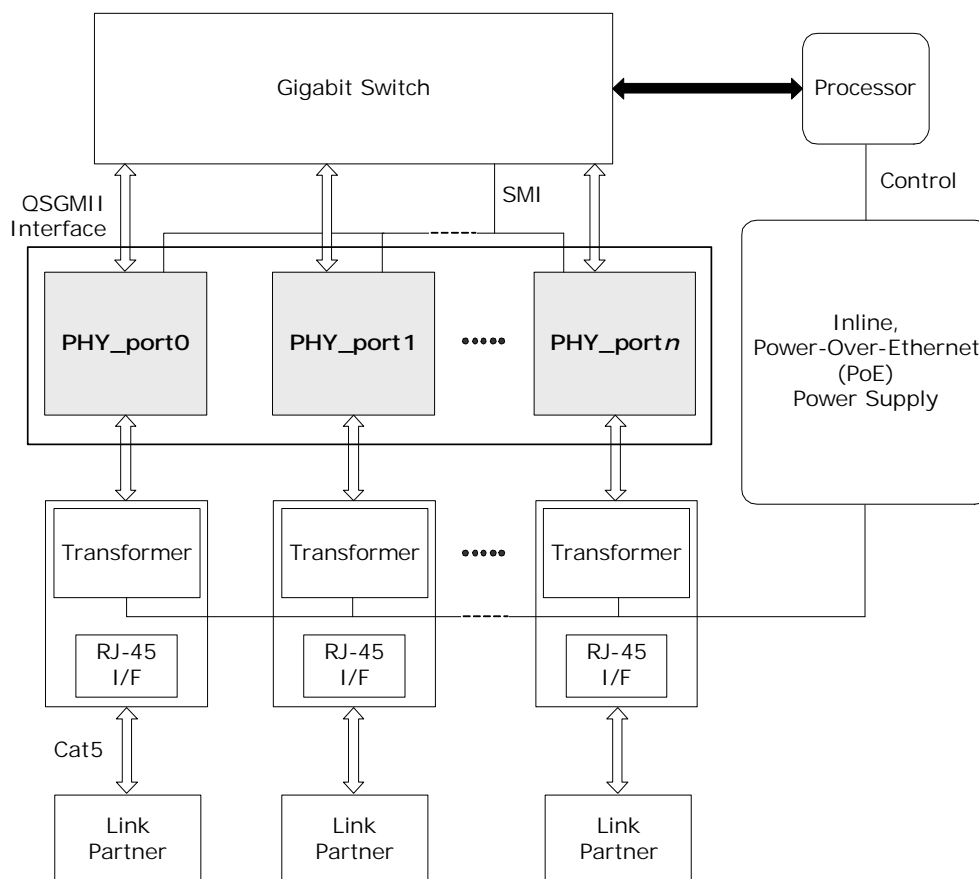 Gigabit Switch
Processor
QSGMII
Interface
SMI
Control
PHY_port0
PHY_port1
PHY_portn
Inline,
Power-Over-Ethernet
(PoE)
Power Supply
Transformer
Transformer
Transformer
RJ-45
I/F
RJ-45
I/F
RJ-45
I/F
Cat5
Link
Partner
Link
Partner
Link
Partner